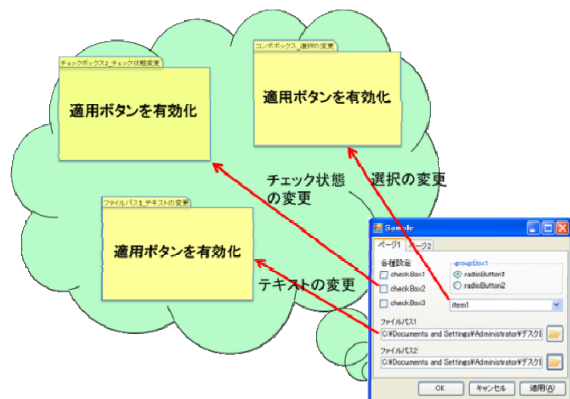 コンボボックス_選択の変更
チェックボックス2_チェック状態変更
適用ボタンを有効化
適用ボタンを有効化
チェック状態
の変更
選択の変更
ファイルパス1_テキストの変更
適用ボタンを有効化
テキストの変更
Sample
ページ1 ページ2
各種設定
groupBox1
checkBox1
radioButton1
checkBox2
radioButton2
checkBox3
item1
ファイルパス1
C:¥Documents and Settings¥Administrator¥デスク
ファイルパス2
C:¥Documents and Settings¥Administrator¥デスク
OK キャンセル 適用(A)